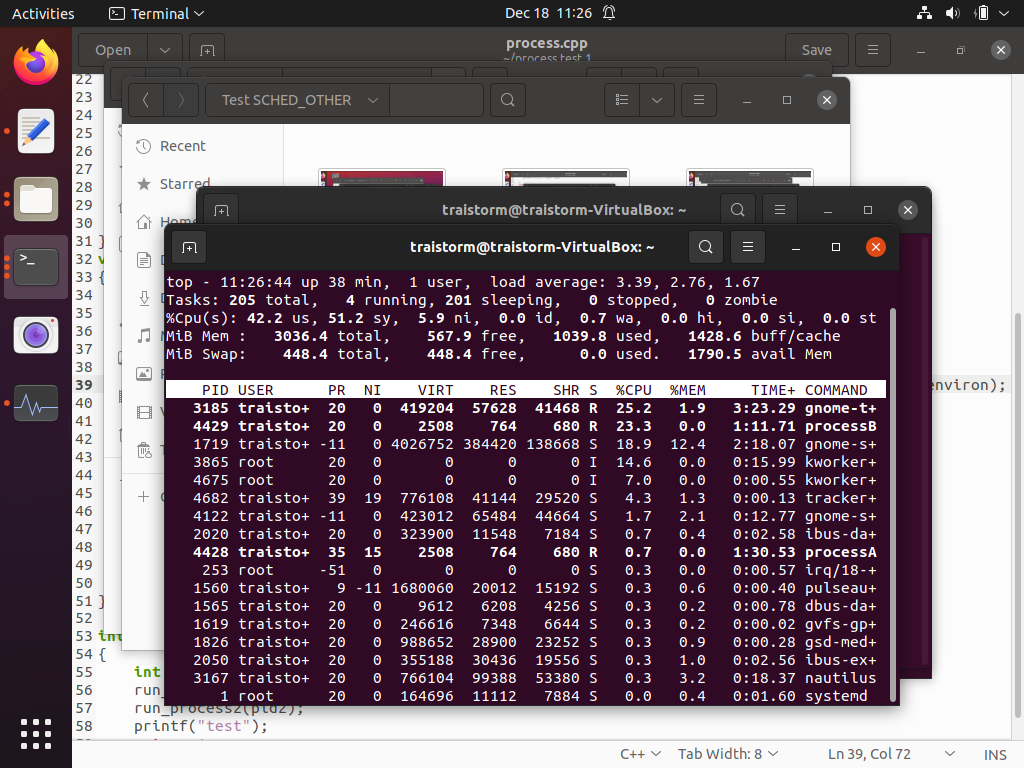 Activities
Terminal
Dec 18 11:26
Open
process.cpp
~/process test 1
Save
Test SCHED_OTHER
Recent
Starred
traistorm@traistorm-VirtualBox: ~
traistorm@traistorm-VirtualBox: ~
top - 11:26:44 up 38 min, 1 user, load average: 3.39, 2.76, 1.67
Tasks: 205 total, 4 running, 201 sleeping, 0 stopped, 0 zombie
%Cpu(s): 42.2 us, 51.2 sy, 5.9 ni, 0.0 id, 0.7 wa, 0.0 hi, 0.0 si, 0.0 st
MiB Mem : 3036.4 total, 567.9 free, 1039.8 used, 1428.6 buff/cache
MiB Swap: 448.4 total, 448.4 free, 0.0 used. 1790.5 avail Mem
PID USER PR NI VIRT RES SHR S %CPU %MEM TIME+ COMMAND
3185 traisto+ 20 0 419204 57628 41468 R 25.2 1.9 3:23.29 gnome-t+
4429 traisto+ 20 0 2508 764 680 R 23.3 0.0 1:11.71 processB
1719 traisto+ -11 0 4026752 384420 138668 S 18.9 12.4 2:18.07 gnome-s+
3865 root 20 0 0 0 0 I 14.6 0.0 0:15.99 kworker+
4675 root 20 0 0 0 0 I 7.0 0.0 0:00.55 kworker+
4682 traisto+ 39 19 776108 41144 29520 S 4.3 1.3 0:00.13 tracker+
4122 traisto+ -11 0 423012 65484 44664 S 1.7 2.1 0:12.77 gnome-s+
2020 traisto+ 20 0 323900 11548 7184 S 0.7 0.4 0:02.58 ibus-da+
4428 traisto+ 35 15 2508 764 680 R 0.7 0.0 1:30.53 processA
253 root -51 0 0 0 0 S 0.3 0.0 0:00.57 irq/18-+
1560 traisto+ 9 -11 1680060 20012 15192 S 0.3 0.6 0:00.40 pulseau+
1565 traisto+ 20 0 9612 6208 4256 S 0.3 0.2 0:00.78 dbus-da+
1619 traisto+ 20 0 246616 7348 6644 S 0.3 0.2 0:00.02 gvfs-gp+
1826 traisto+ 20 0 988652 28900 23252 S 0.3 0.9 0:00.28 gsd-med+
2050 traisto+ 20 0 355188 30436 19556 S 0.3 1.0 0:02.56 ibus-ex+
3167 traisto+ 20 0 766104 99388 53380 S 0.3 3.2 0:18.37 nautilus
1 root 20 0 164696 11112 7884 S 0.0 0.4 0:01.60 systemd
22
23
24
25
26
27
28
29
30
31 }
32 v
33 {
34
35
36
37
38
39 environ);
40
41
42
43
44
45
46
47
48
49
50
51 }
52
53 int
54 {
55 int
56 run_
57 run_process2(pid2);
58 printf("test");
C++
Tab Width: 8
Ln 39, Col 72
INS